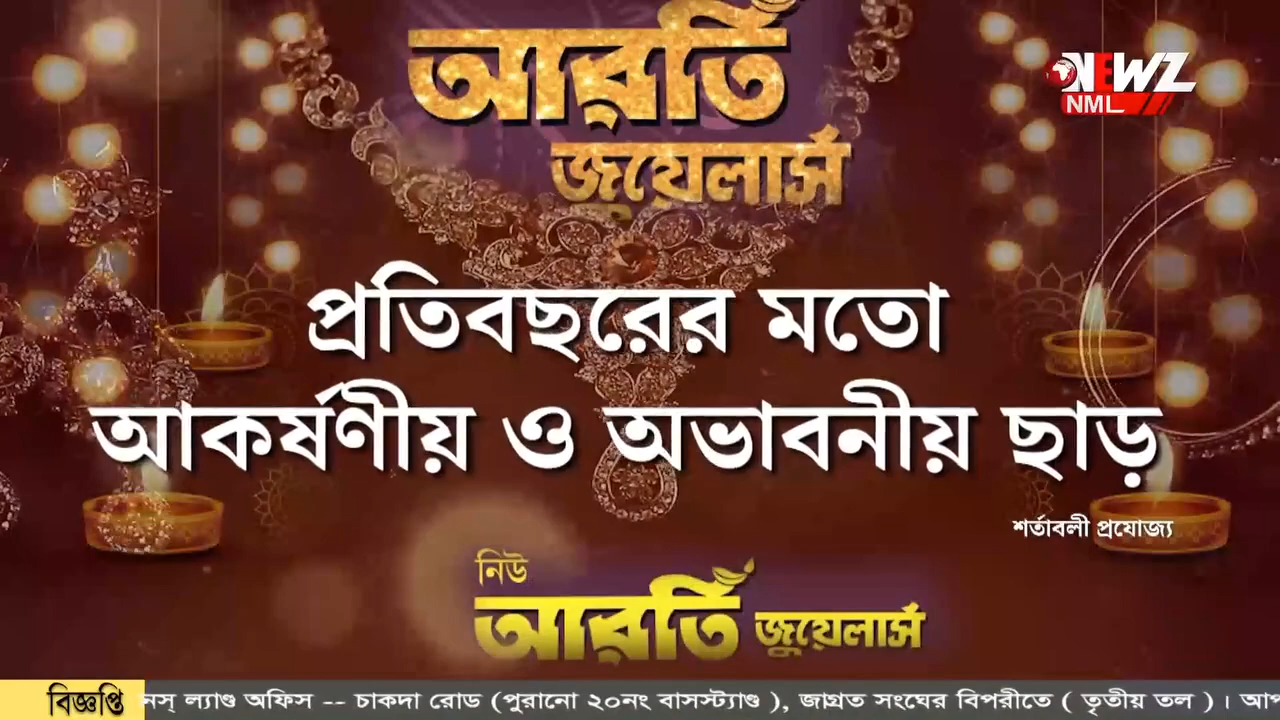 আরতি
জুয়েলার্স
NEWZ
NML
প্রতিবছরের মতো
আকর্ষণীয় ও অভাবনীয় ছাড়
শর্তাবলী প্রযোজ্য
নিউ
আরতি জুয়েলার্স
বিজ্ঞপ্তি
ল্যাণ্ড অফিস -- চাকদা রোড (পুরানো ২০নং বাসস্ট্যাণ্ড ), জাগ্রত সংঘের বিপরীতে ( তৃতীয় তল ) ।